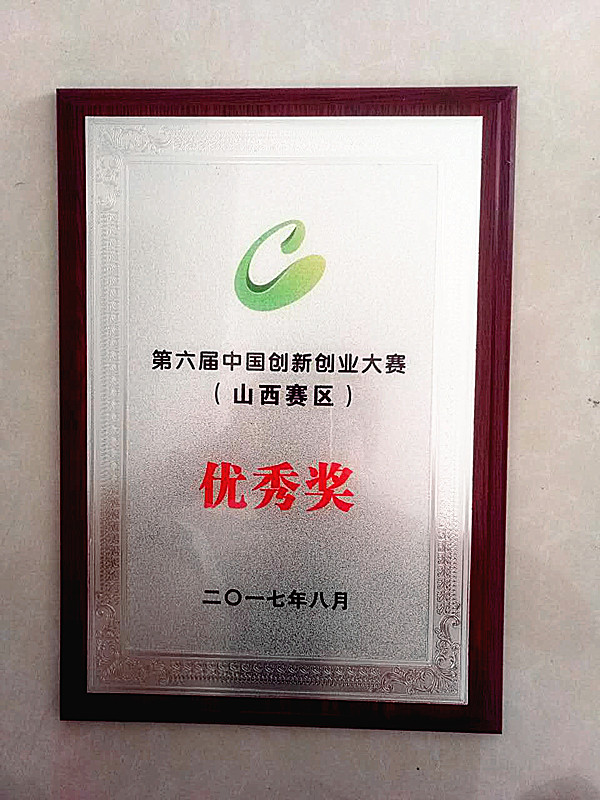 第六届中国创新创业大赛
（山西赛区）
优秀奖
二〇一七年八月